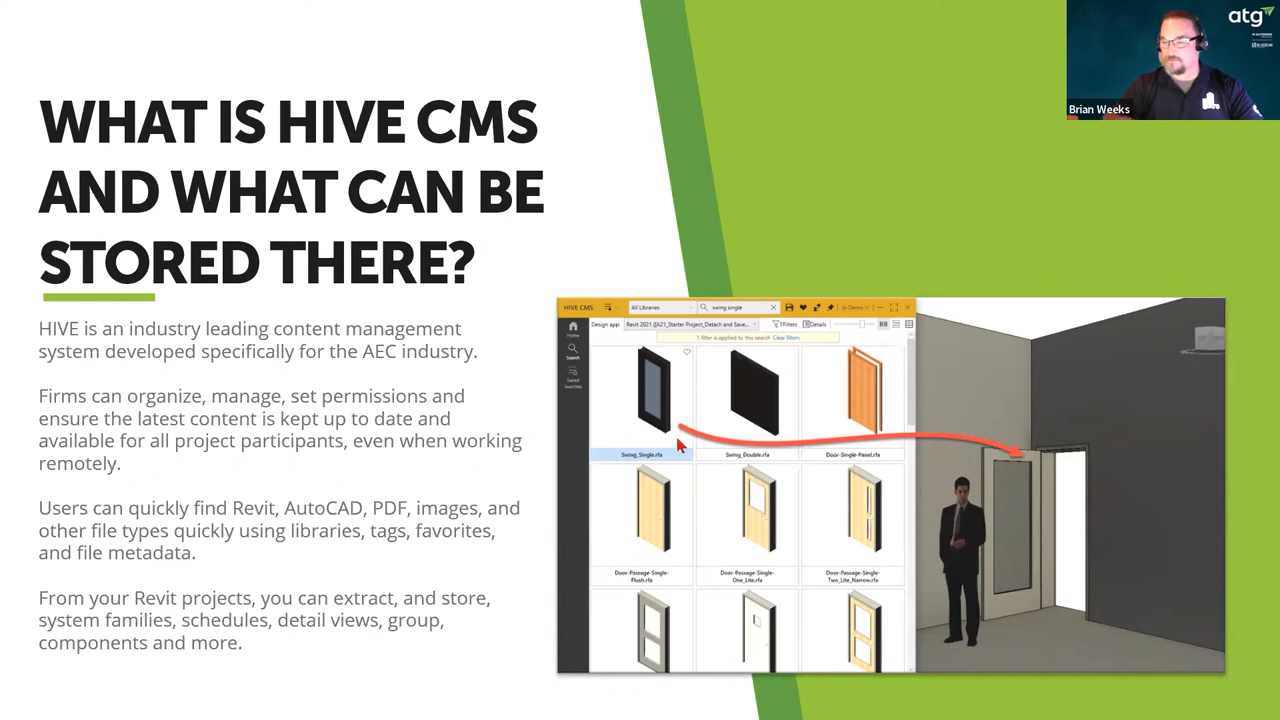 WHAT IS HIVE CMS
AND WHAT CAN BE
STORED THERE?
HIVE is an industry leading content management
system developed specifically for the AEC industry.
Firms can organize, manage, set permissions and
ensure the latest content is kept up to date and
available for all project participants, even when working
remotely.
Users can quickly find Revit, AutoCAD, PDF, images, and
other file types quickly using libraries, tags, favorites,
and file metadata.
From your Revit projects, you can extract, and store,
system families, schedules, detail views, group,
components and more.
atg
Brian Weeks
HIVE CMS
All Libraries
swing single
Design app:
Revit 2021 ([A21_Starter Project_Detach and Save...
1 Filters
Details
1 filter is applied to this search Clear filters
Home
Search
Saved
Searches
Swing_Single.rfa
Swing_Double.rfa
Door-Single-Panel.rfa
Door-Passage-Single-
Flush.rfa
Door-Passage-Single-
One_Lite.rfa
Door-Passage-Single-
Two_Lite_Narrow.rfa